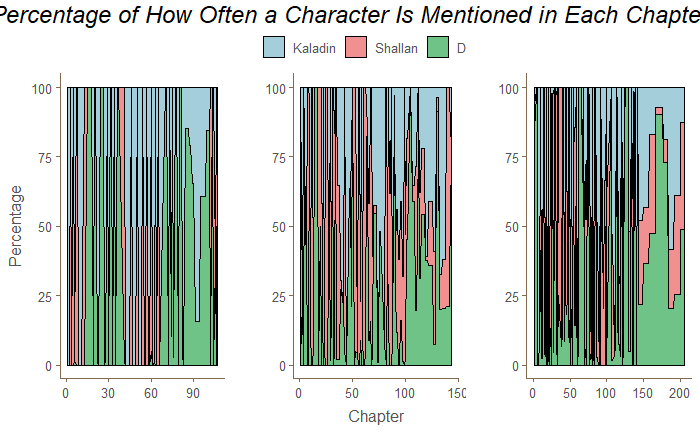 Percentage of How Often a Character Is Mentioned in Each Chapte
Kaladin Shallan D
Percentage
100
75
50
25
0
0 30 60 90
100
75
50
25
0
0 50 100 150
100
75
50
25
0
0 50 100 150 200
Chapter